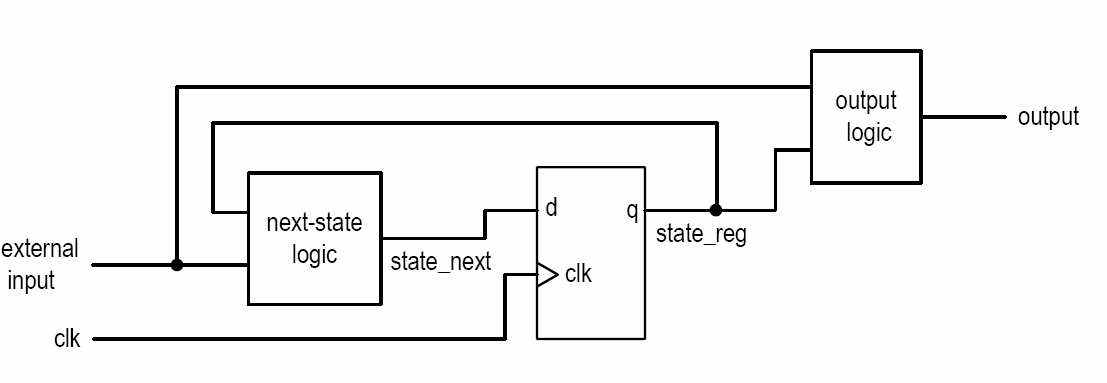 output
logic
output
next-state
logic
d
q
state_reg
external
input
state_next
clk
clk